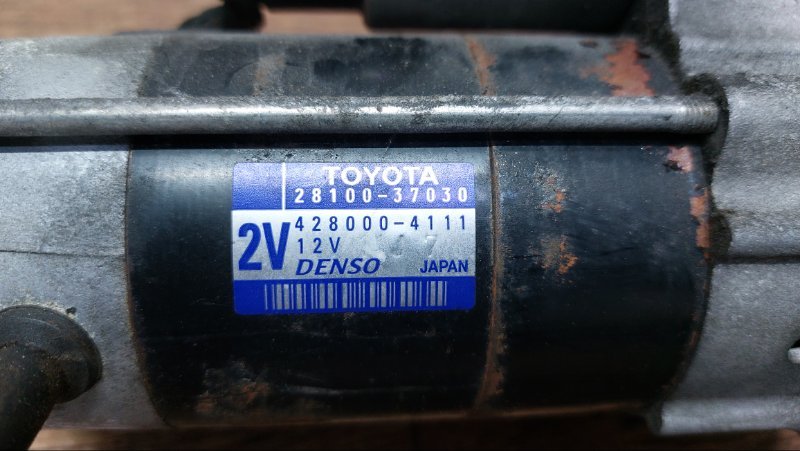 TOYOTA
28100-37030
2V
428000-4111
12V
DENSO JAPAN